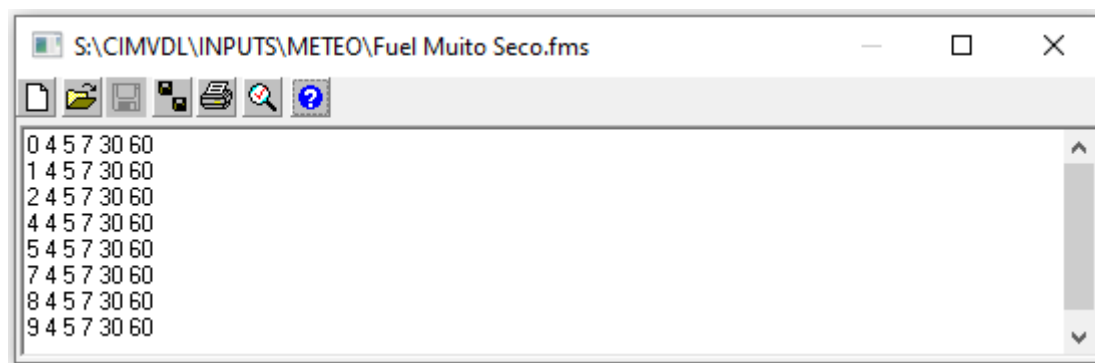 S:\CIMVDL\INPUTS\METEO\Fuel Muito Seco.fms
0 4 5 7 30 60
1 4 5 7 30 60
2 4 5 7 30 60
4 4 5 7 30 60
5 4 5 7 30 60
7 4 5 7 30 60
8 4 5 7 30 60
9 4 5 7 30 60